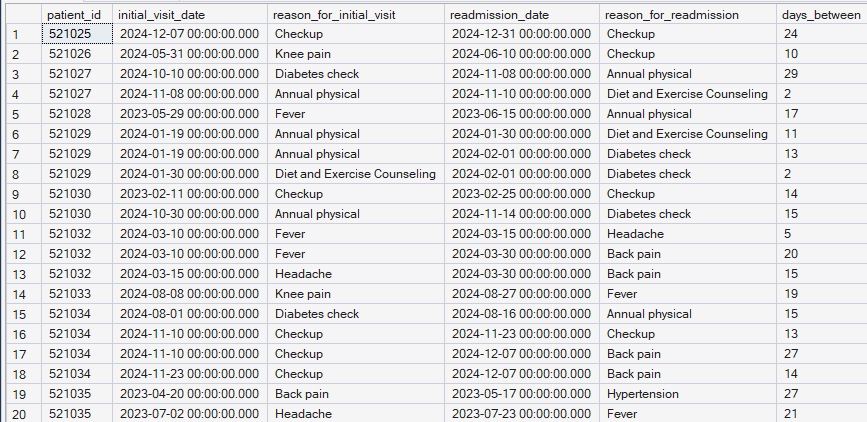 patient_id initial_visit_date reason_for_initial_visit readmission_date reason_for_readmission days_between
1 521025 2024-12-07 00:00:00.000 Checkup 2024-12-31 00:00:00.000 Checkup 24
2 521026 2024-05-31 00:00:00.000 Knee pain 2024-06-10 00:00:00.000 Checkup 10
3 521027 2024-10-10 00:00:00.000 Diabetes check 2024-11-08 00:00:00.000 Annual physical 29
4 521027 2024-11-08 00:00:00.000 Annual physical 2024-11-10 00:00:00.000 Diet and Exercise Counseling 2
5 521028 2023-05-29 00:00:00.000 Fever 2023-06-15 00:00:00.000 Annual physical 17
6 521029 2024-01-19 00:00:00.000 Annual physical 2024-01-30 00:00:00.000 Diet and Exercise Counseling 11
7 521029 2024-01-19 00:00:00.000 Annual physical 2024-02-01 00:00:00.000 Diabetes check 13
8 521029 2024-01-30 00:00:00.000 Diet and Exercise Counseling 2024-02-01 00:00:00.000 Diabetes check 2
9 521030 2023-02-11 00:00:00.000 Checkup 2023-02-25 00:00:00.000 Checkup 14
10 521030 2024-10-30 00:00:00.000 Annual physical 2024-11-14 00:00:00.000 Diabetes check 15
11 521032 2024-03-10 00:00:00.000 Fever 2024-03-15 00:00:00.000 Headache 5
12 521032 2024-03-10 00:00:00.000 Fever 2024-03-30 00:00:00.000 Back pain 20
13 521032 2024-03-15 00:00:00.000 Headache 2024-03-30 00:00:00.000 Back pain 15
14 521033 2024-08-08 00:00:00.000 Knee pain 2024-08-27 00:00:00.000 Fever 19
15 521034 2024-08-01 00:00:00.000 Diabetes check 2024-08-16 00:00:00.000 Annual physical 15
16 521034 2024-11-10 00:00:00.000 Checkup 2024-11-23 00:00:00.000 Checkup 13
17 521034 2024-11-10 00:00:00.000 Checkup 2024-12-07 00:00:00.000 Back pain 27
18 521034 2024-11-23 00:00:00.000 Checkup 2024-12-07 00:00:00.000 Back pain 14
19 521035 2023-04-20 00:00:00.000 Back pain 2023-05-17 00:00:00.000 Hypertension 27
20 521035 2023-07-02 00:00:00.000 Headache 2023-07-23 00:00:00.000 Fever 21